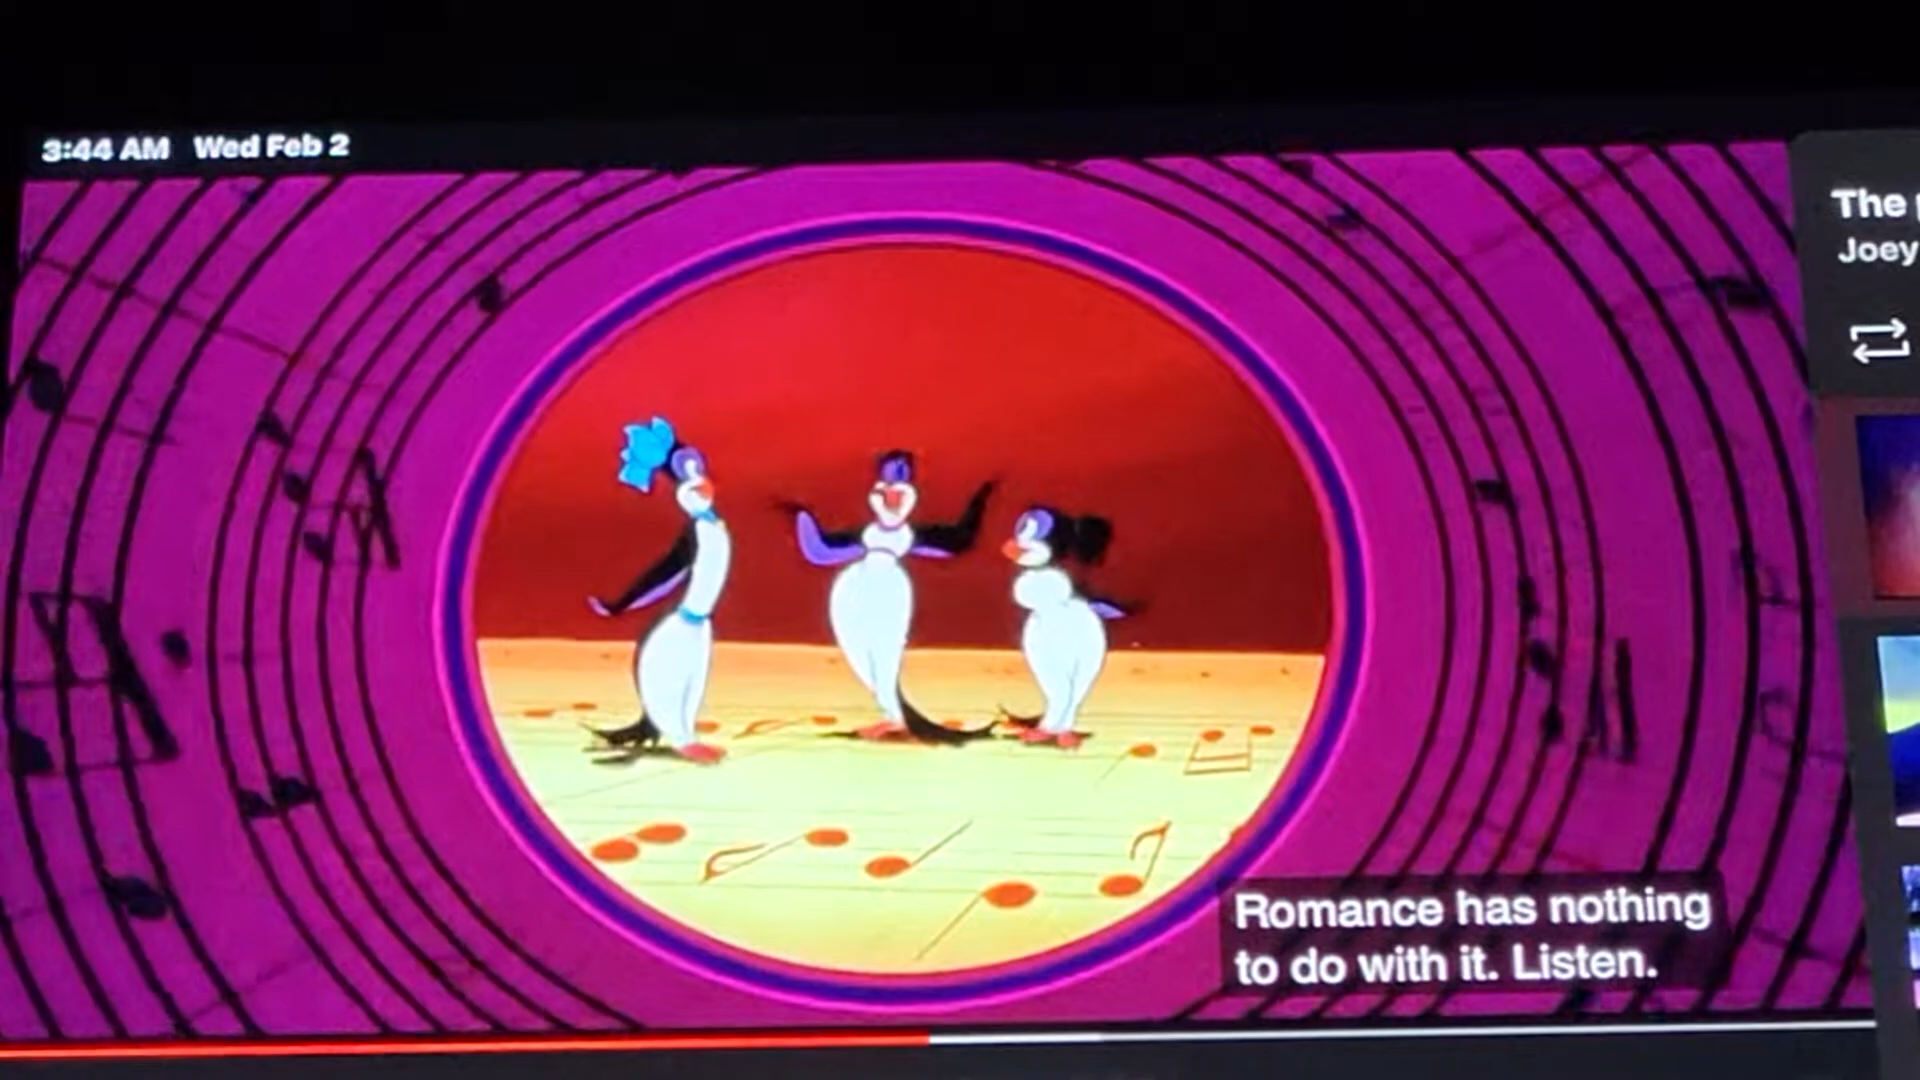 3:44 AM Wed Feb 2
The
Joey
Romance has nothing
to do with it. Listen.